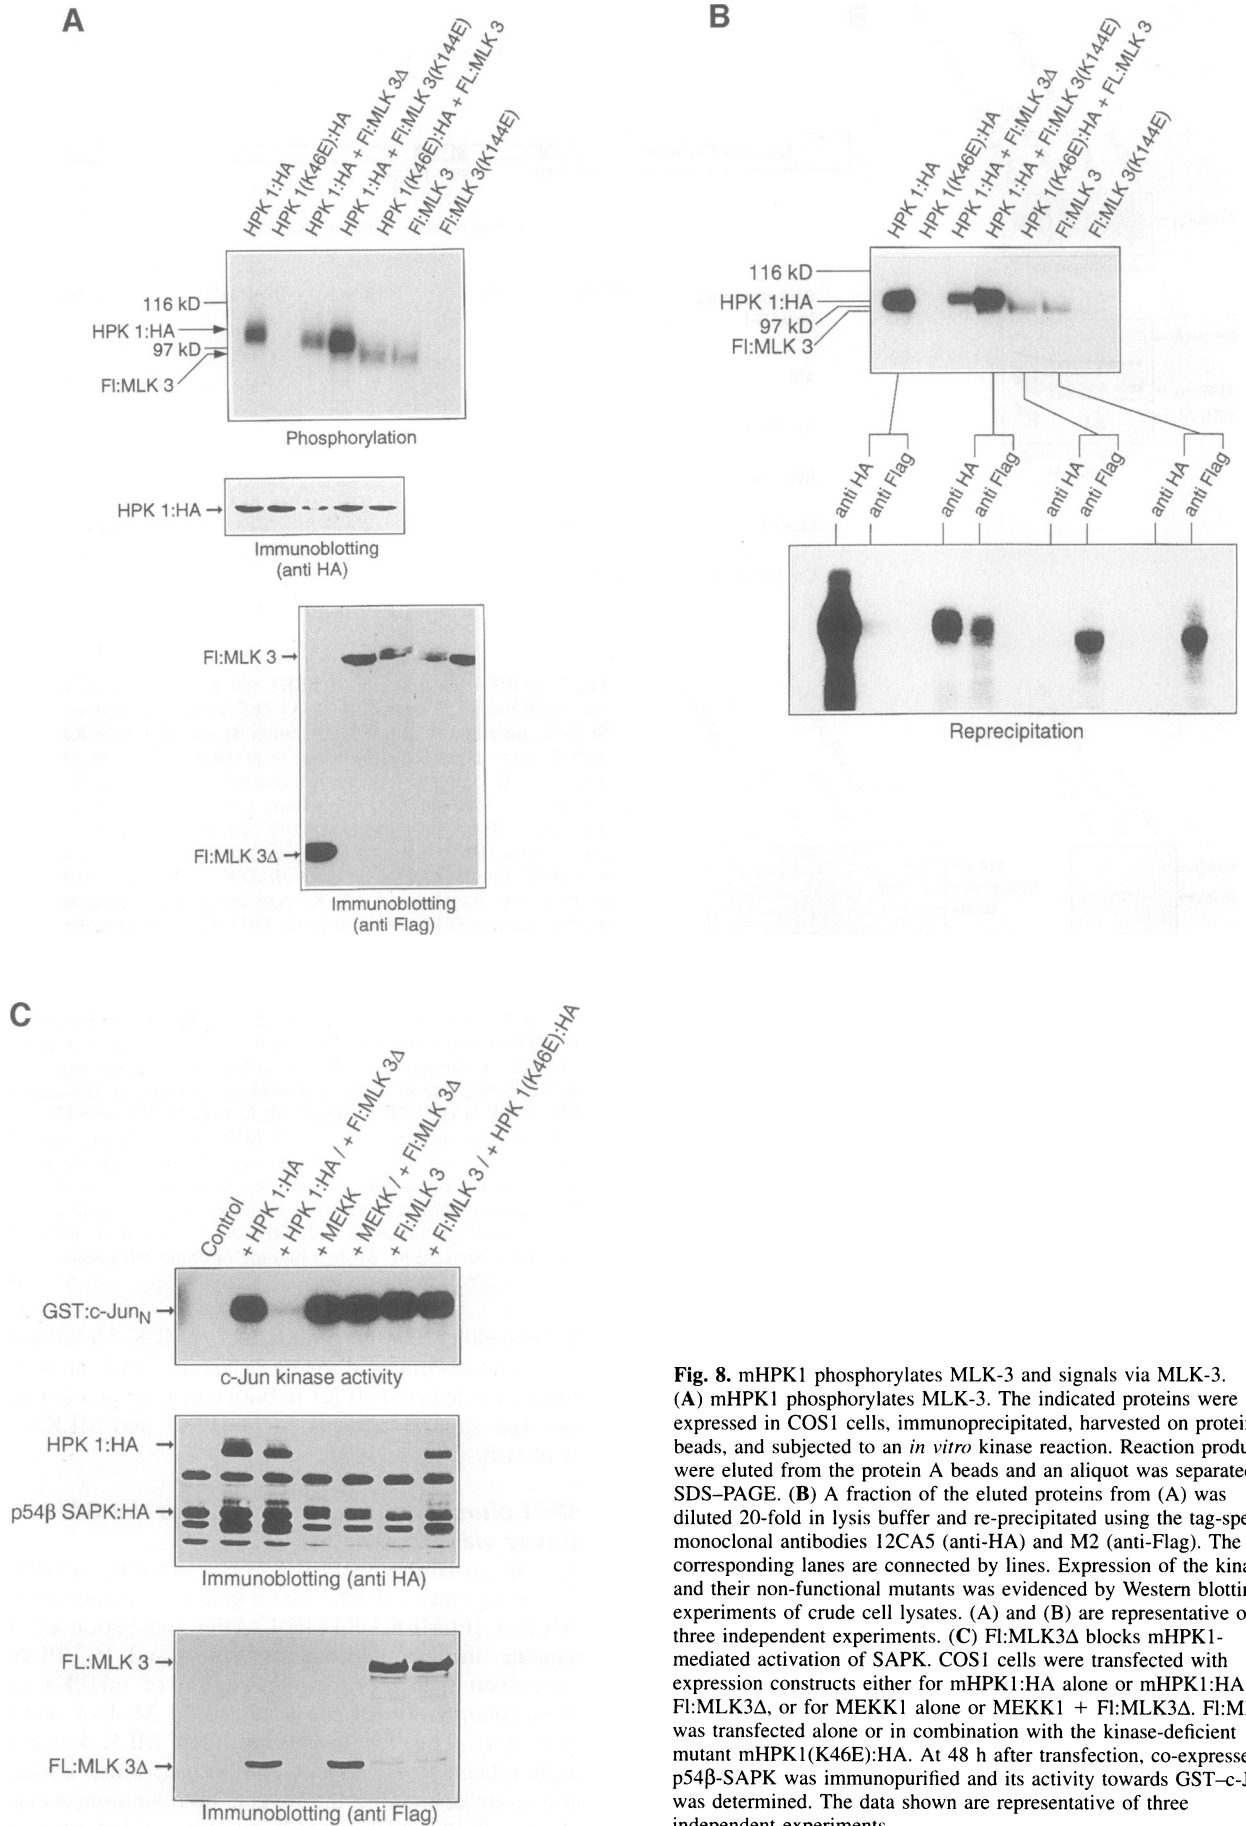 A
HPK 1:HA
HPK 1(K46E):HA
HPK 1:HA + Fl:MLK 3Δ
HPK 1:HA + Fl:MLK 3(K144E)
HPK 1(K46E):HA + FL:MLK 3
Fl:MLK 3
Fl:MLK 3(K144E)
116 kD
HPK 1:HA
97 kD
Fl:MLK 3
Phosphorylation
HPK 1:HA
Immunoblotting
(anti HA)
Fl:MLK 3
Fl:MLK 3Δ
Immunoblotting
(anti Flag)
B
HPK 1:HA
HPK 1(K46E):HA
HPK 1:HA + Fl:MLK 3Δ
HPK 1:HA + Fl:MLK 3(K144E)
HPK 1(K46E):HA + FL:MLK 3
Fl:MLK 3
Fl:MLK 3(K144E)
116 kD
HPK 1:HA
97 kD
Fl:MLK 3
anti HA
anti Flag
anti HA
anti Flag
anti HA
anti Flag
anti HA
anti Flag
Reprecipitation
C
Control
+ HPK 1:HA
+ HPK 1:HA / + Fl:MLK 3Δ
+ MEKK
+ MEKK / + Fl:MLK 3Δ
+ Fl:MLK 3
+ Fl:MLK 3 / + HPK 1(K46E):HA
GST:c-JunN
c-Jun kinase activity
HPK 1:HA
p54β SAPK:HA
Immunoblotting (anti HA)
FL:MLK 3
FL:MLK 3Δ
Immunoblotting (anti Flag)
Fig. 8. mHPK1 phosphorylates MLK-3 and signals via MLK-3.
(A) mHPK1 phosphorylates MLK-3. The indicated proteins were
expressed in COS1 cells, immunoprecipitated, harvested on protein
beads, and subjected to an in vitro kinase reaction. Reaction produ
were eluted from the protein A beads and an aliquot was separated
SDS–PAGE. (B) A fraction of the eluted proteins from (A) was
diluted 20-fold in lysis buffer and re-precipitated using the tag-spe
monoclonal antibodies 12CA5 (anti-HA) and M2 (anti-Flag). The
corresponding lanes are connected by lines. Expression of the kina
and their non-functional mutants was evidenced by Western blottin
experiments of crude cell lysates. (A) and (B) are representative o
three independent experiments. (C) Fl:MLK3Δ blocks mHPK1-
mediated activation of SAPK. COS1 cells were transfected with
expression constructs either for mHPK1:HA alone or mHPK1:HA
Fl:MLK3Δ, or for MEKK1 alone or MEKK1 + Fl:MLK3Δ. Fl:M
was transfected alone or in combination with the kinase-deficient
mutant mHPK1(K46E):HA. At 48 h after transfection, co-expresse
p54β-SAPK was immunopurified and its activity towards GST–c-J
was determined. The data shown are representative of three
independent experiments